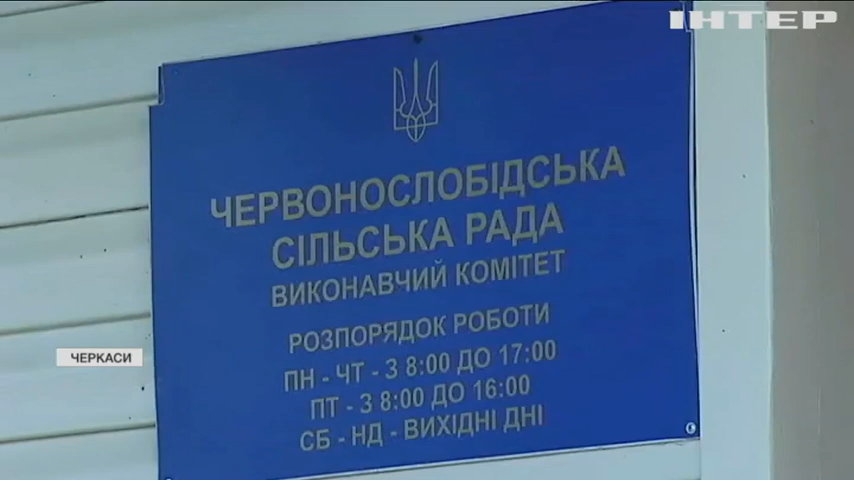 ІНТЕР
ЧЕРВОНОСЛОБІДСЬКА
СІЛЬСЬКА РАДА
ВИКОНАВЧИЙ КОМІТЕТ
РОЗПОРЯДОК РОБОТИ
ПН - ЧТ - З 8:00 ДО 17:00
ПТ - З 8:00 ДО 16:00
СБ - НД - ВИХІДНІ ДНІ
ЧЕРКАСИ